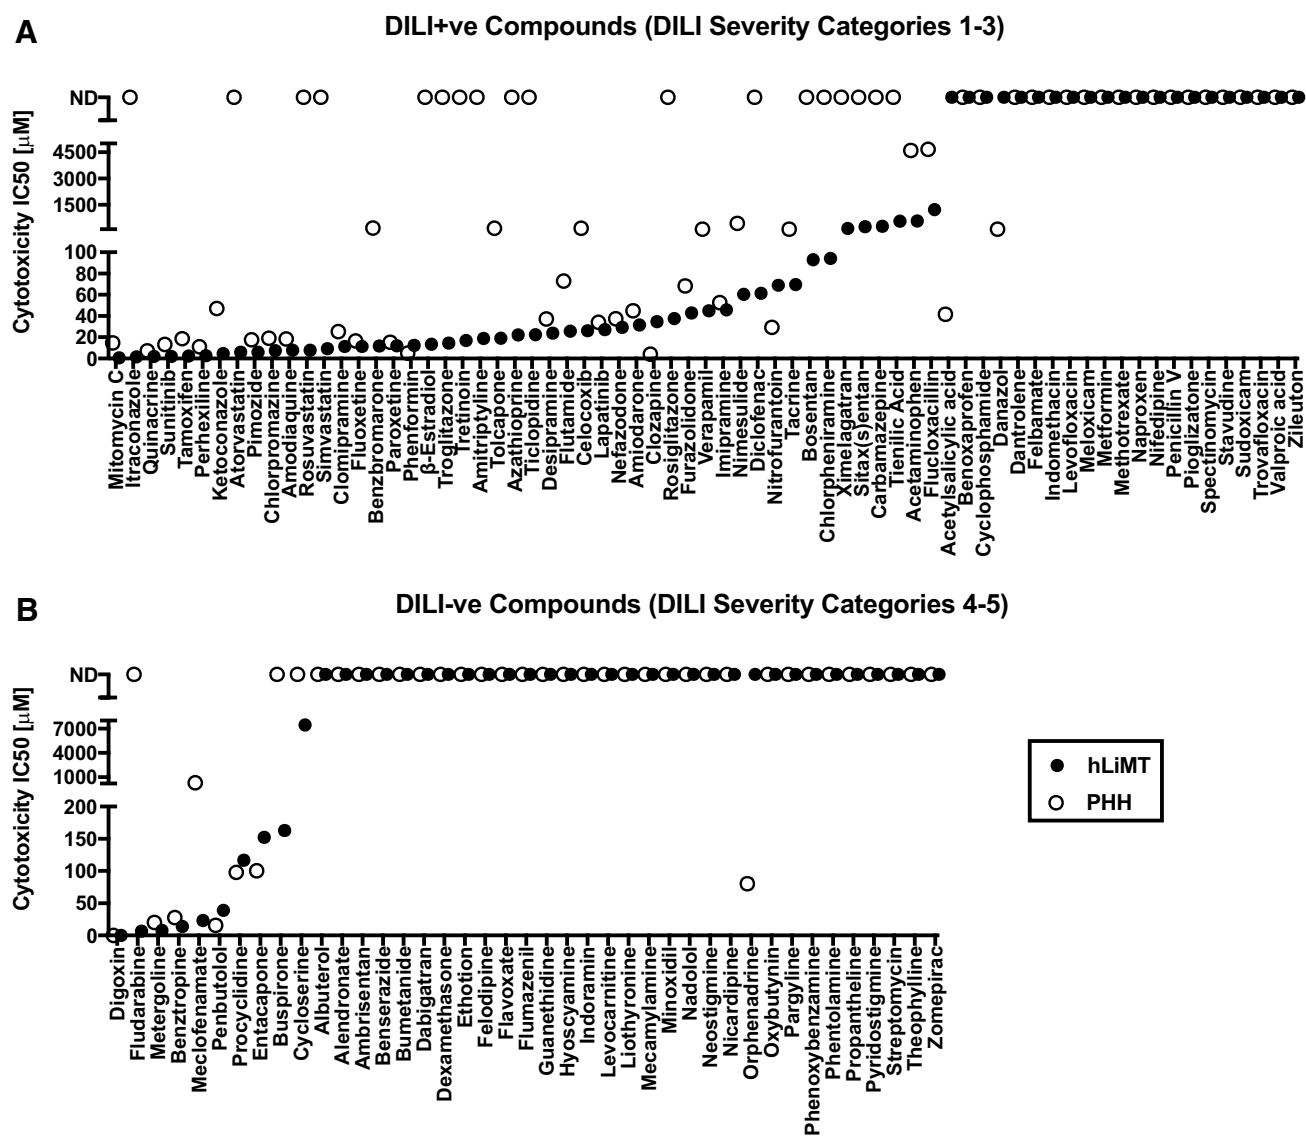 A
DILI+ve Compounds (DILI Severity Categories 1-3)
Cytotoxicity IC50 [μM]
ND
4500
3000
1500
100
80
60
40
20
0
Mitomycin C
Itraconazole
Quinacrine
Sunitinib
Tamoxifen
Perhexiline
Ketoconazole
Atorvastatin
Pimozide
Chlorpromazine
Amodiaquine
Rosuvastatin
Simvastatin
Clomipramine
Fluoxetine
Benzbromarone
Paroxetine
Phenformin
β-Estradiol
Troglitazone
Tretinoin
Amitriptyline
Tolcapone
Azathioprine
Ticlopidine
Desipramine
Flutamide
Celocoxib
Lapatinib
Nefazodone
Amiodarone
Clozapine
Rosiglitazone
Furazolidone
Verapamil
Imipramine
Nimesulide
Diclofenac
Nitrofurantoin
Tacrine
Bosentan
Chlorpheniramine
Ximelagatran
Sitax(s)entan
Carbamazepine
Tienilic Acid
Acetaminophen
Flucloxacillin
Acetylsalicylic acid
Benoxaprofen
Cyclophosphamide
Danazol
Dantrolene
Felbamate
Indomethacin
Levofloxacin
Meloxicam
Metformin
Methotrexate
Naproxen
Nifedipine
Penicillin V
Pioglizatone
Spectinomycin
Stavudine
Sudoxicam
Trovafloxacin
Valproic acid
Zileuton
B
DILI-ve Compounds (DILI Severity Categories 4-5)
Cytotoxicity IC50 [μM]
ND
7000
4000
1000
200
150
100
50
0
Digoxin
Fludarabine
Metergoline
Benztropine
Meclofenamate
Penbutolol
Procyclidine
Entacapone
Buspirone
Cycloserine
Albuterol
Alendronate
Ambrisentan
Benserazide
Bumetanide
Dabigatran
Dexamethasone
Ethotion
Felodipine
Flavoxate
Flumazenil
Guanethidine
Hyoscyamine
Indoramin
Levocarnitine
Liothyronine
Mecamylamine
Minoxidil
Nadolol
Neostigmine
Nicardipine
Orphenadrine
Oxybutynin
Pargyline
Phenoxybenzamine
Phentolamine
Propantheline
Pyridostigmine
Streptomycin
Theophylline
Zomepirac
hLiMT
PHH